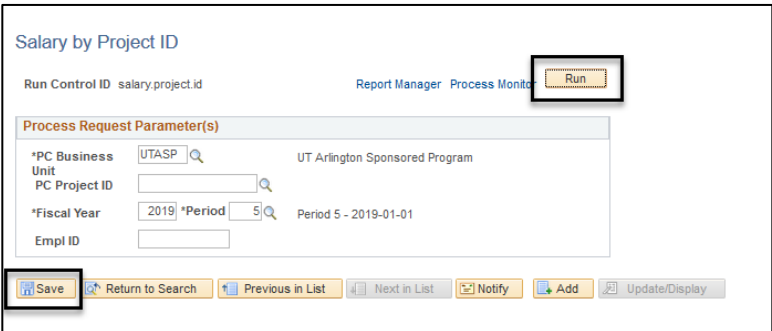 Salary by Project ID
Run Control ID salary.project.id Report Manager Process Monitor Run
Process Request Parameter(s)
*PC Business Unit UTASP UT Arlington Sponsored Program
PC Project ID
*Fiscal Year 2019 *Period 5 Period 5 - 2019-01-01
Empl ID
Save Return to Search Previous in List Next in List Notify Add Update/Display